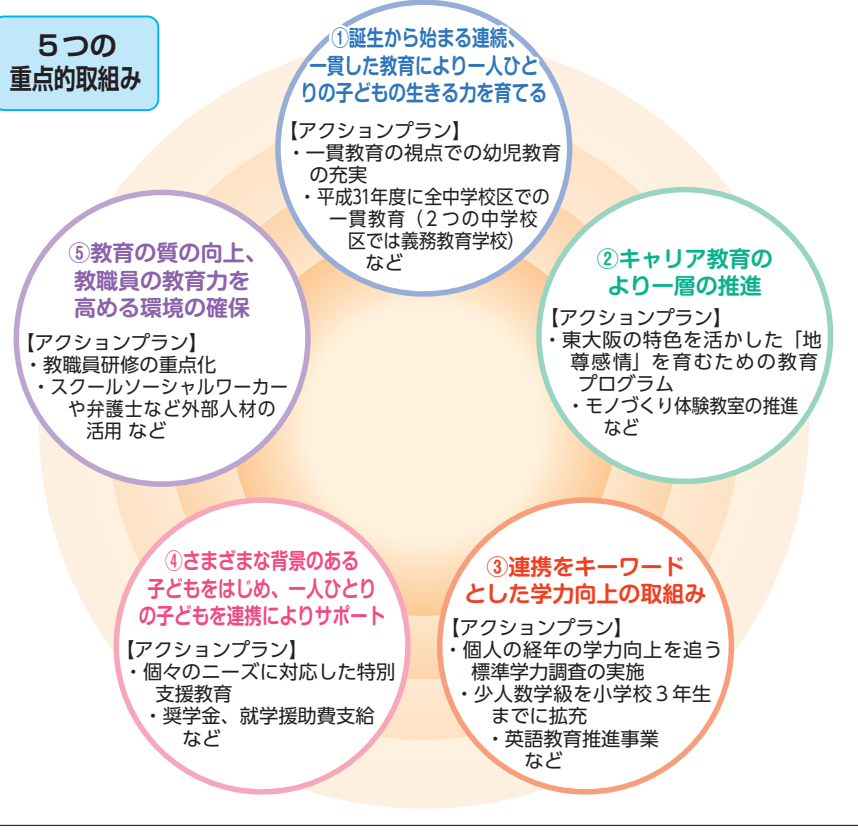 5つの
重点的取組み
①誕生から始まる連続、
一貫した教育により一人ひと
りの子どもの生きる力を育てる
【アクションプラン】
・一貫教育の視点での幼児教育
の充実
・平成31年度に全中学校区での
一貫教育（２つの中学校
区では義務教育学校）
など
②キャリア教育の
より一層の推進
【アクションプラン】
・東大阪の特色を活かした「地
尊感情」を育むための教育
プログラム
・モノづくり体験教室の推進
など
③連携をキーワード
とした学力向上の取組み
【アクションプラン】
・個人の経年の学力向上を追う
標準学力調査の実施
・少人数学級を小学校３年生
までに拡充
・英語教育推進事業
など
④さまざまな背景のある
子どもをはじめ、一人ひとり
の子どもを連携によりサポート
【アクションプラン】
・個々のニーズに対応した特別
支援教育
・奨学金、就学援助費支給
など
⑤教育の質の向上、
教職員の教育力を
高める環境の確保
【アクションプラン】
・教職員研修の重点化
・スクールソーシャルワーカー
や弁護士など外部人材の
活用 など